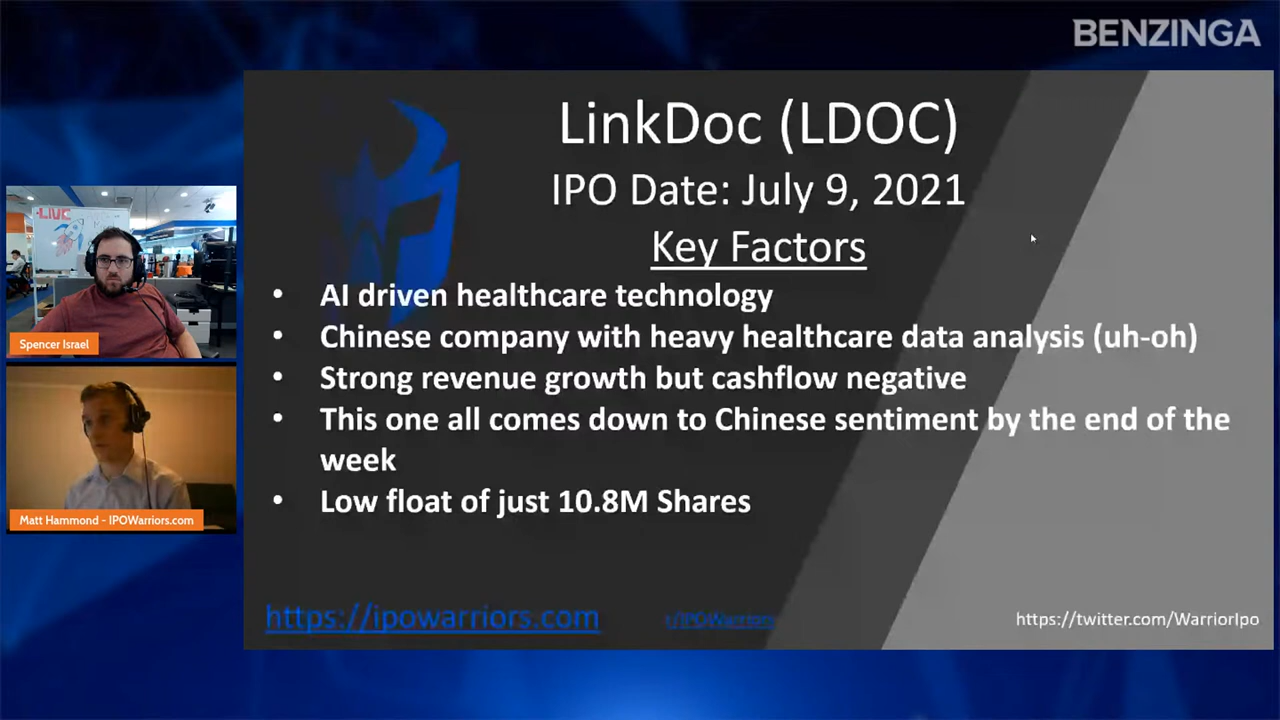 BENZINGA
LinkDoc (LDOC)
IPO Date: July 9, 2021
Key Factors
• AI driven healthcare technology
• Chinese company with heavy healthcare data analysis (uh-oh)
• Strong revenue growth but cashflow negative
• This one all comes down to Chinese sentiment by the end of the
week
• Low float of just 10.8M Shares
https://ipowarriors.com
r/IPOWarriors
https://twitter.com/WarriorIpo
LIVE
Spencer Israel
Matt Hammond - IPOWarriors.com